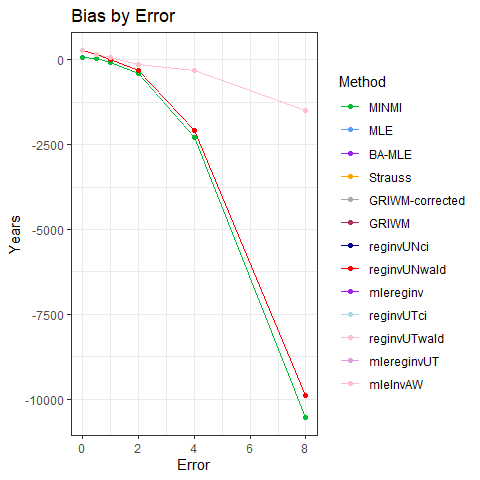 Bias by Error
0
-2500
-5000
-7500
-10000
Years
0
2
4
6
8
Error
Method
MINMI
MLE
BA-MLE
Strauss
GRIWM-corrected
GRIWM
reginvUNci
reginvUNwald
mlereginv
reginvUTci
reginvUTwald
mlereginvUT
mleInvAW